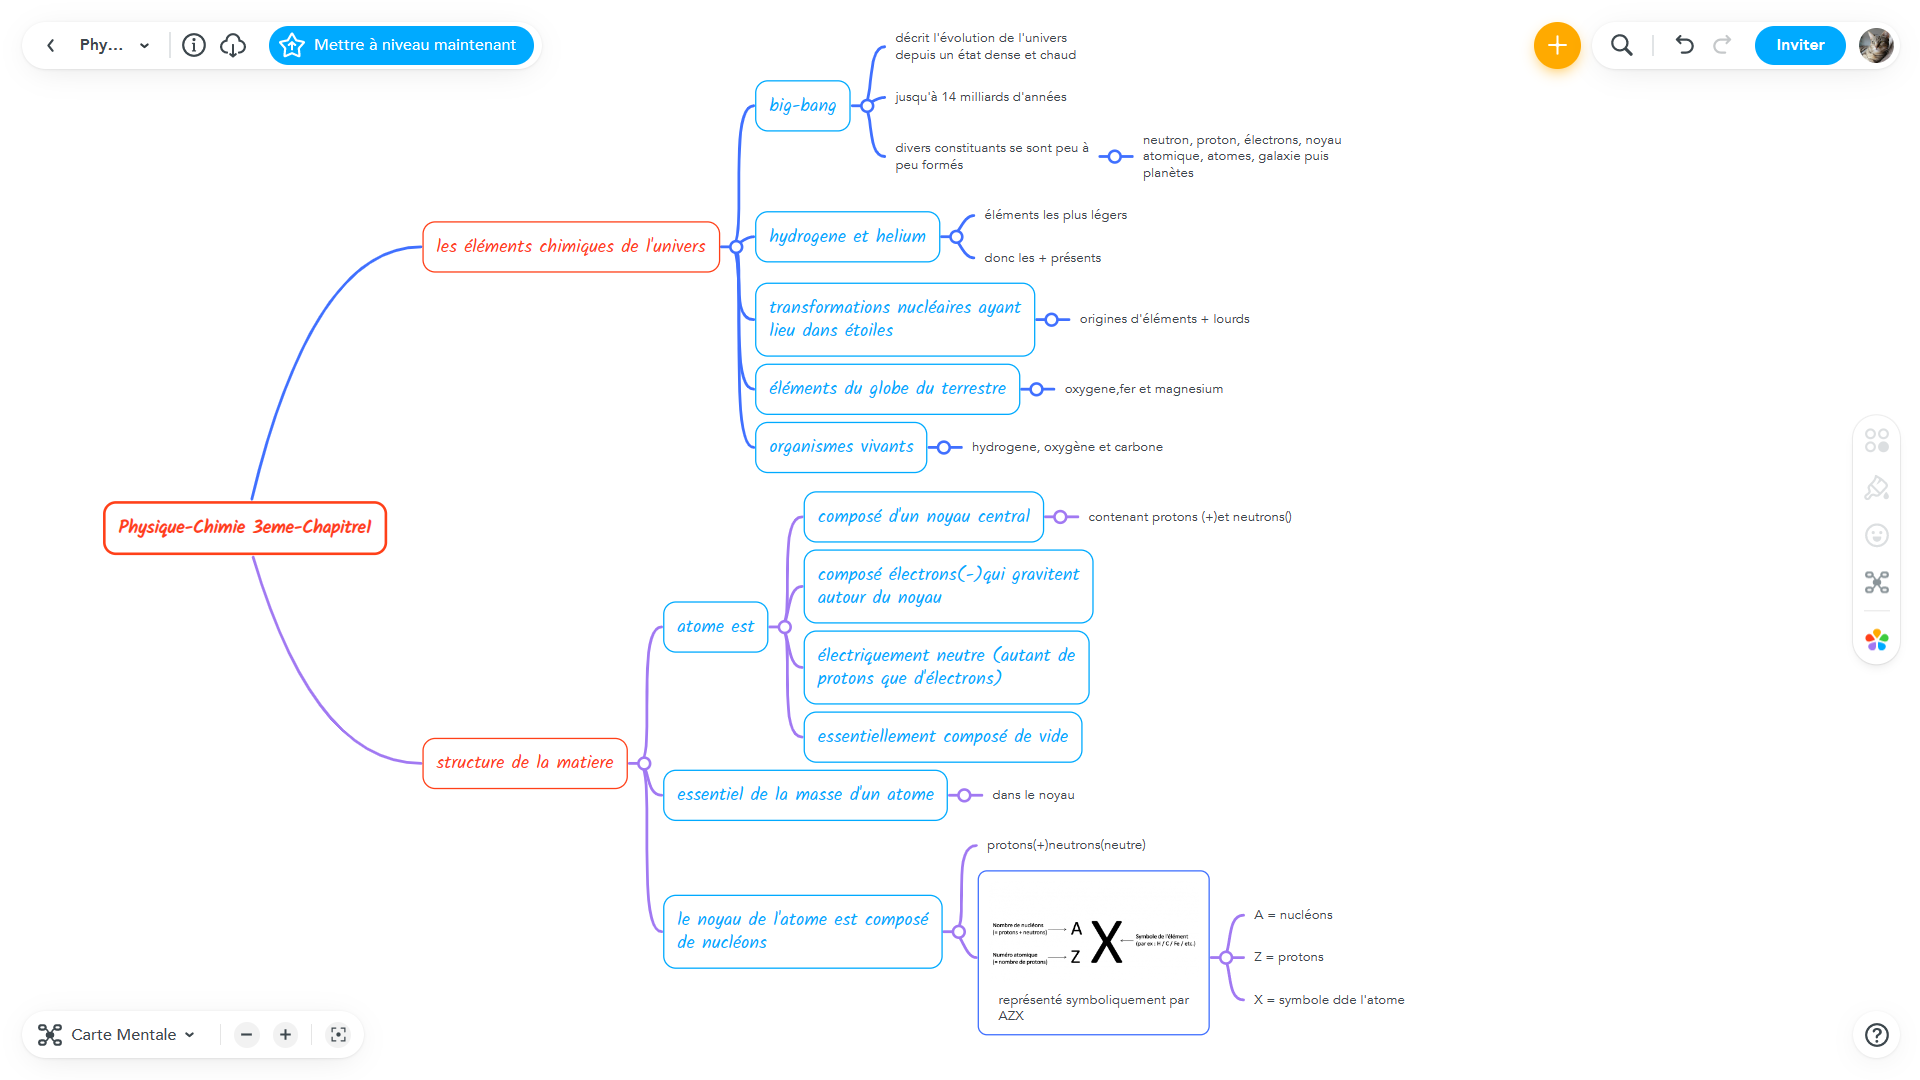 Phy...
Mettre à niveau maintenant
Inviter
décrit l'évolution de l'univers
depuis un état dense et chaud
big-bang
jusqu'à 14 milliards d'années
divers constituants se sont peu à
peu formés
neutron, proton, électrons, noyau
atomique, atomes, galaxie puis
planètes
les éléments chimiques de l'univers
hydrogene et helium
éléments les plus légers
donc les + présents
transformations nucléaires ayant
lieu dans étoiles
origines d'éléments + lourds
éléments du globe du terrestre
oxygene,fer et magnesium
organismes vivants
hydrogene, oxygène et carbone
Physique-Chimie 3eme-Chapitre1
composé d'un noyau central
contenant protons (+)et neutrons()
composé électrons(-)qui gravitent
autour du noyau
atome est
électriquement neutre (autant de
protons que d'électrons)
essentiellement composé de vide
structure de la matiere
essentiel de la masse d'un atome
dans le noyau
protons(+)neutrons(neutre)
le noyau de l'atome est composé
de nucléons
Nombre de nucléons
(= protons + neutrons)
A
X
Symbole de l'élément
(par ex : H / C / Fe / etc.)
Numéro atomique
(= nombre de protons)
Z
représenté symboliquement par
AZX
A = nucléons
Z = protons
X = symbole dde l'atome
Carte Mentale